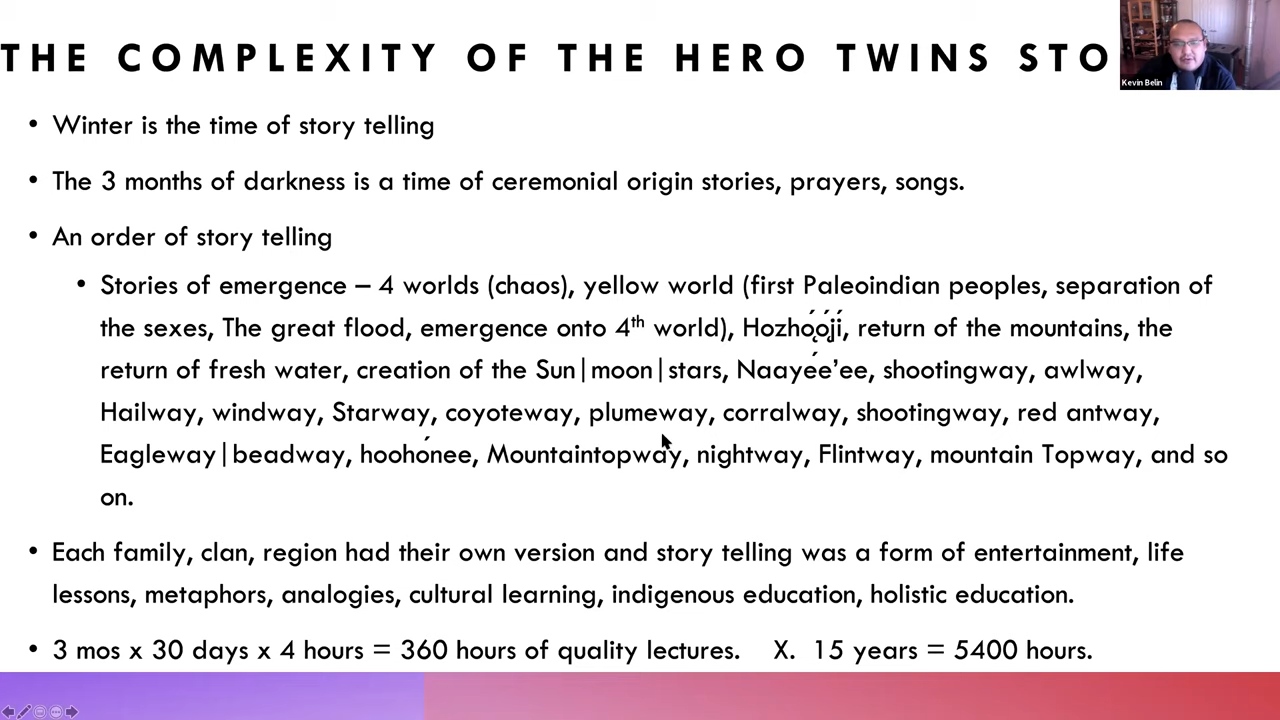 THE COMPLEXITY OF THE HERO TWINS STO
Kevin Belin
• Winter is the time of story telling
• The 3 months of darkness is a time of ceremonial origin stories, prayers, songs.
• An order of story telling
• Stories of emergence – 4 worlds (chaos), yellow world (first Paleoindian peoples, separation of
the sexes, The great flood, emergence onto 4th world), Hozhǫ́ǫ́jí, return of the mountains, the
return of fresh water, creation of the Sun|moon|stars, Naayée’ee, shootingway, awlway,
Hailway, windway, Starway, coyoteway, plumeway, corralway, shootingway, red antway,
Eagleway|beadway, hoohónee, Mountaintopway, nightway, Flintway, mountain Topway, and so
on.
• Each family, clan, region had their own version and story telling was a form of entertainment, life
lessons, metaphors, analogies, cultural learning, indigenous education, holistic education.
• 3 mos x 30 days x 4 hours = 360 hours of quality lectures. X. 15 years = 5400 hours.